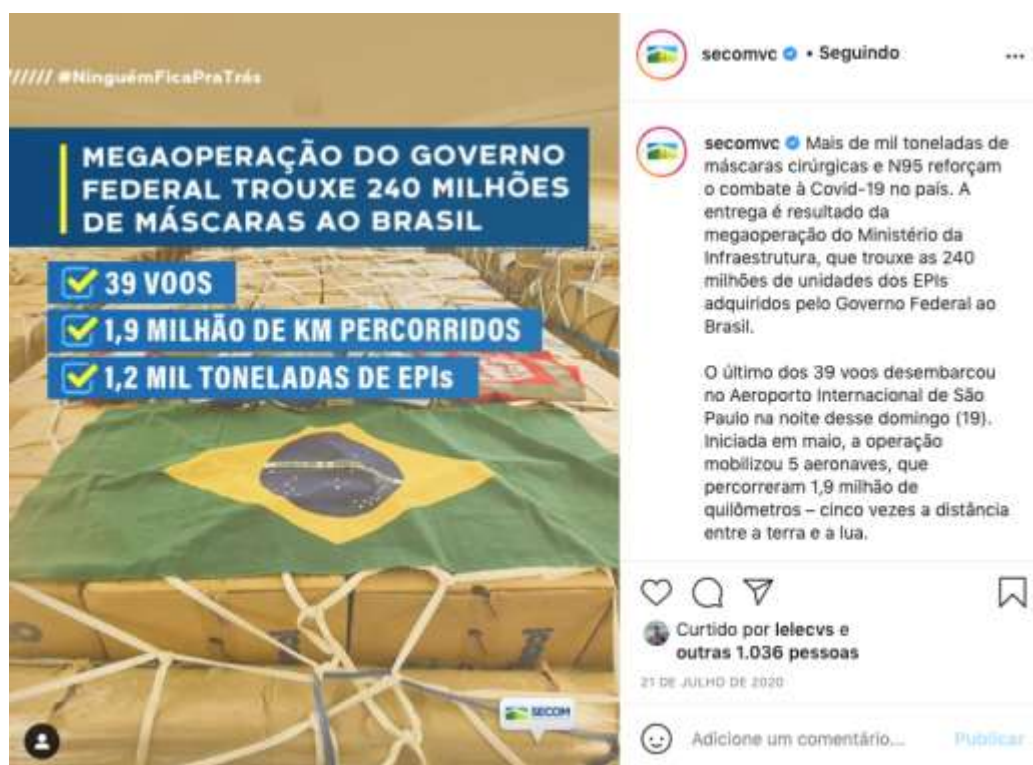 ////// #NinguémFicaPraTrás
MEGAOPERAÇÃO DO GOVERNO
FEDERAL TROUXE 240 MILHÕES
DE MÁSCARAS AO BRASIL
39 VOOS
1,9 MILHÃO DE KM PERCORRIDOS
1,2 MIL TONELADAS DE EPIs
SECOM
secomvc • Seguindo
secomvc Mais de mil toneladas de
máscaras cirúrgicas e N95 reforçam
o combate à Covid-19 no país. A
entrega é resultado da
megaoperação do Ministério da
Infraestrutura, que trouxe as 240
milhões de unidades dos EPIs
adquiridos pelo Governo Federal ao
Brasil.
O último dos 39 voos desembarcou
no Aeroporto Internacional de São
Paulo na noite desse domingo (19).
Iniciada em maio, a operação
mobilizou 5 aeronaves, que
percorreram 1,9 milhão de
quilômetros – cinco vezes a distância
entre a terra e a lua.
Curtido por lelecvs e
outras 1.036 pessoas
21 DE JULHO DE 2020
Adicione um comentário... Publicar